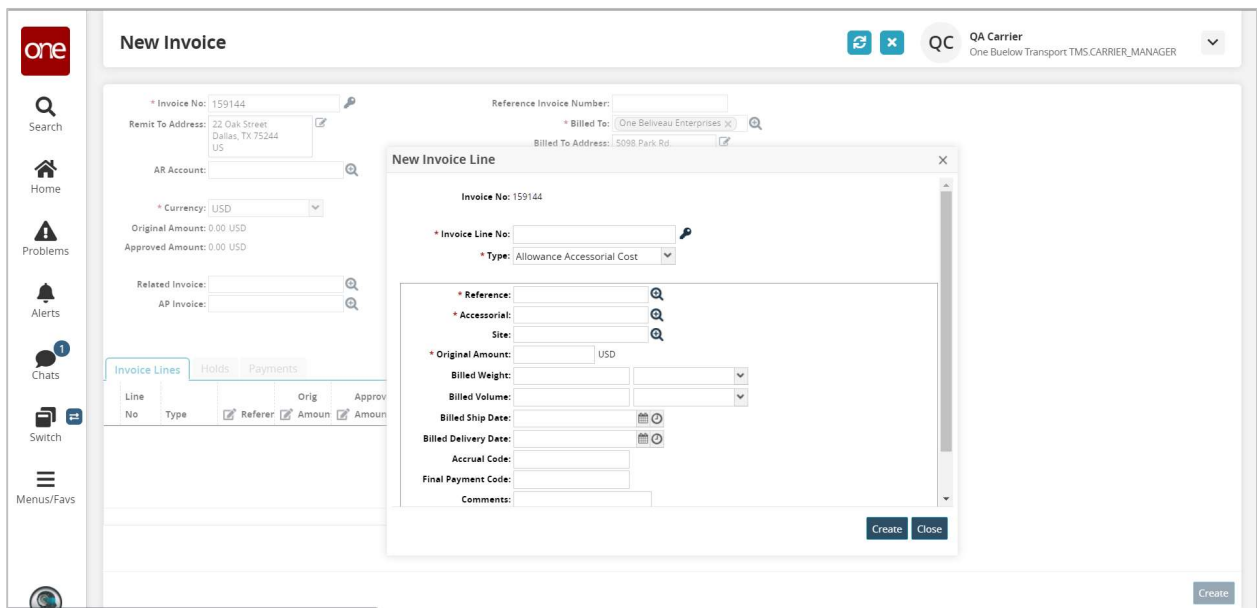 one
New Invoice
QC
QA Carrier
One Buelow Transport TMS.CARRIER_MANAGER
Search
Home
Problems
Alerts
1
Chats
Switch
Menus/Favs
* Invoice No: 159144
Reference Invoice Number:
Remit To Address: 22 Oak Street
Dallas, TX 75244
US
* Billed To: One Beliveau Enterprises ×
Billed To Address: 5098 Park Rd.
AR Account:
* Currency: USD
Original Amount: 0.00 USD
Approved Amount: 0.00 USD
Related Invoice:
AP Invoice:
Invoice Lines Holds Payments
Line No
Type
Referer
Orig Amoun
Approv Amoun
New Invoice Line ×
Invoice No: 159144
* Invoice Line No:
* Type: Allowance Accessorial Cost
* Reference:
* Accessorial:
Site:
* Original Amount: USD
Billed Weight:
Billed Volume:
Billed Ship Date:
Billed Delivery Date:
Accrual Code:
Final Payment Code:
Comments:
Create Close
Create